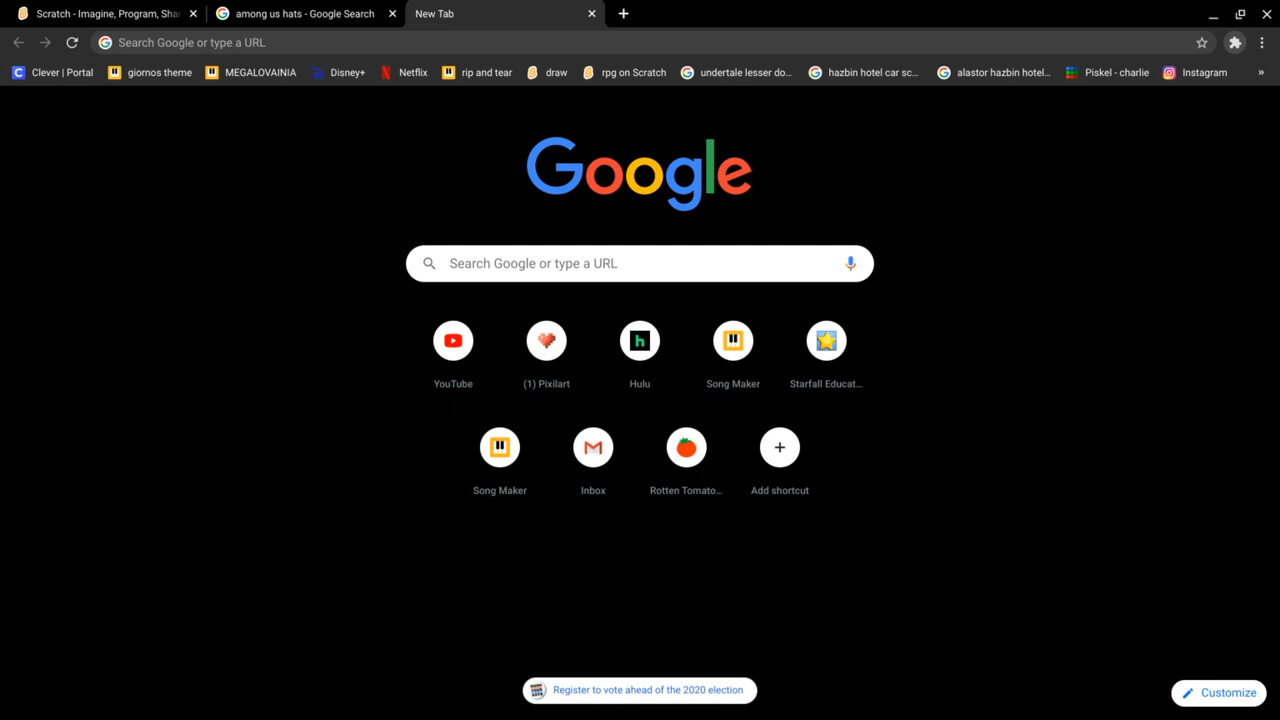 Scratch - Imagine, Program, Shar
among us hats - Google Search
New Tab
Search Google or type a URL
Clever | Portal
giornos theme
MEGALOVAINIA
Disney+
Netflix
rip and tear
draw
rpg on Scratch
undertale lesser do...
hazbin hotel car sc...
alastor hazbin hotel...
Piskel - charlie
Instagram
»
Google
Search Google or type a URL
YouTube
(1) Pixilart
Hulu
Song Maker
Starfall Educat...
Song Maker
Inbox
Rotten Tomato...
Add shortcut
Register to vote ahead of the 2020 election
Customize